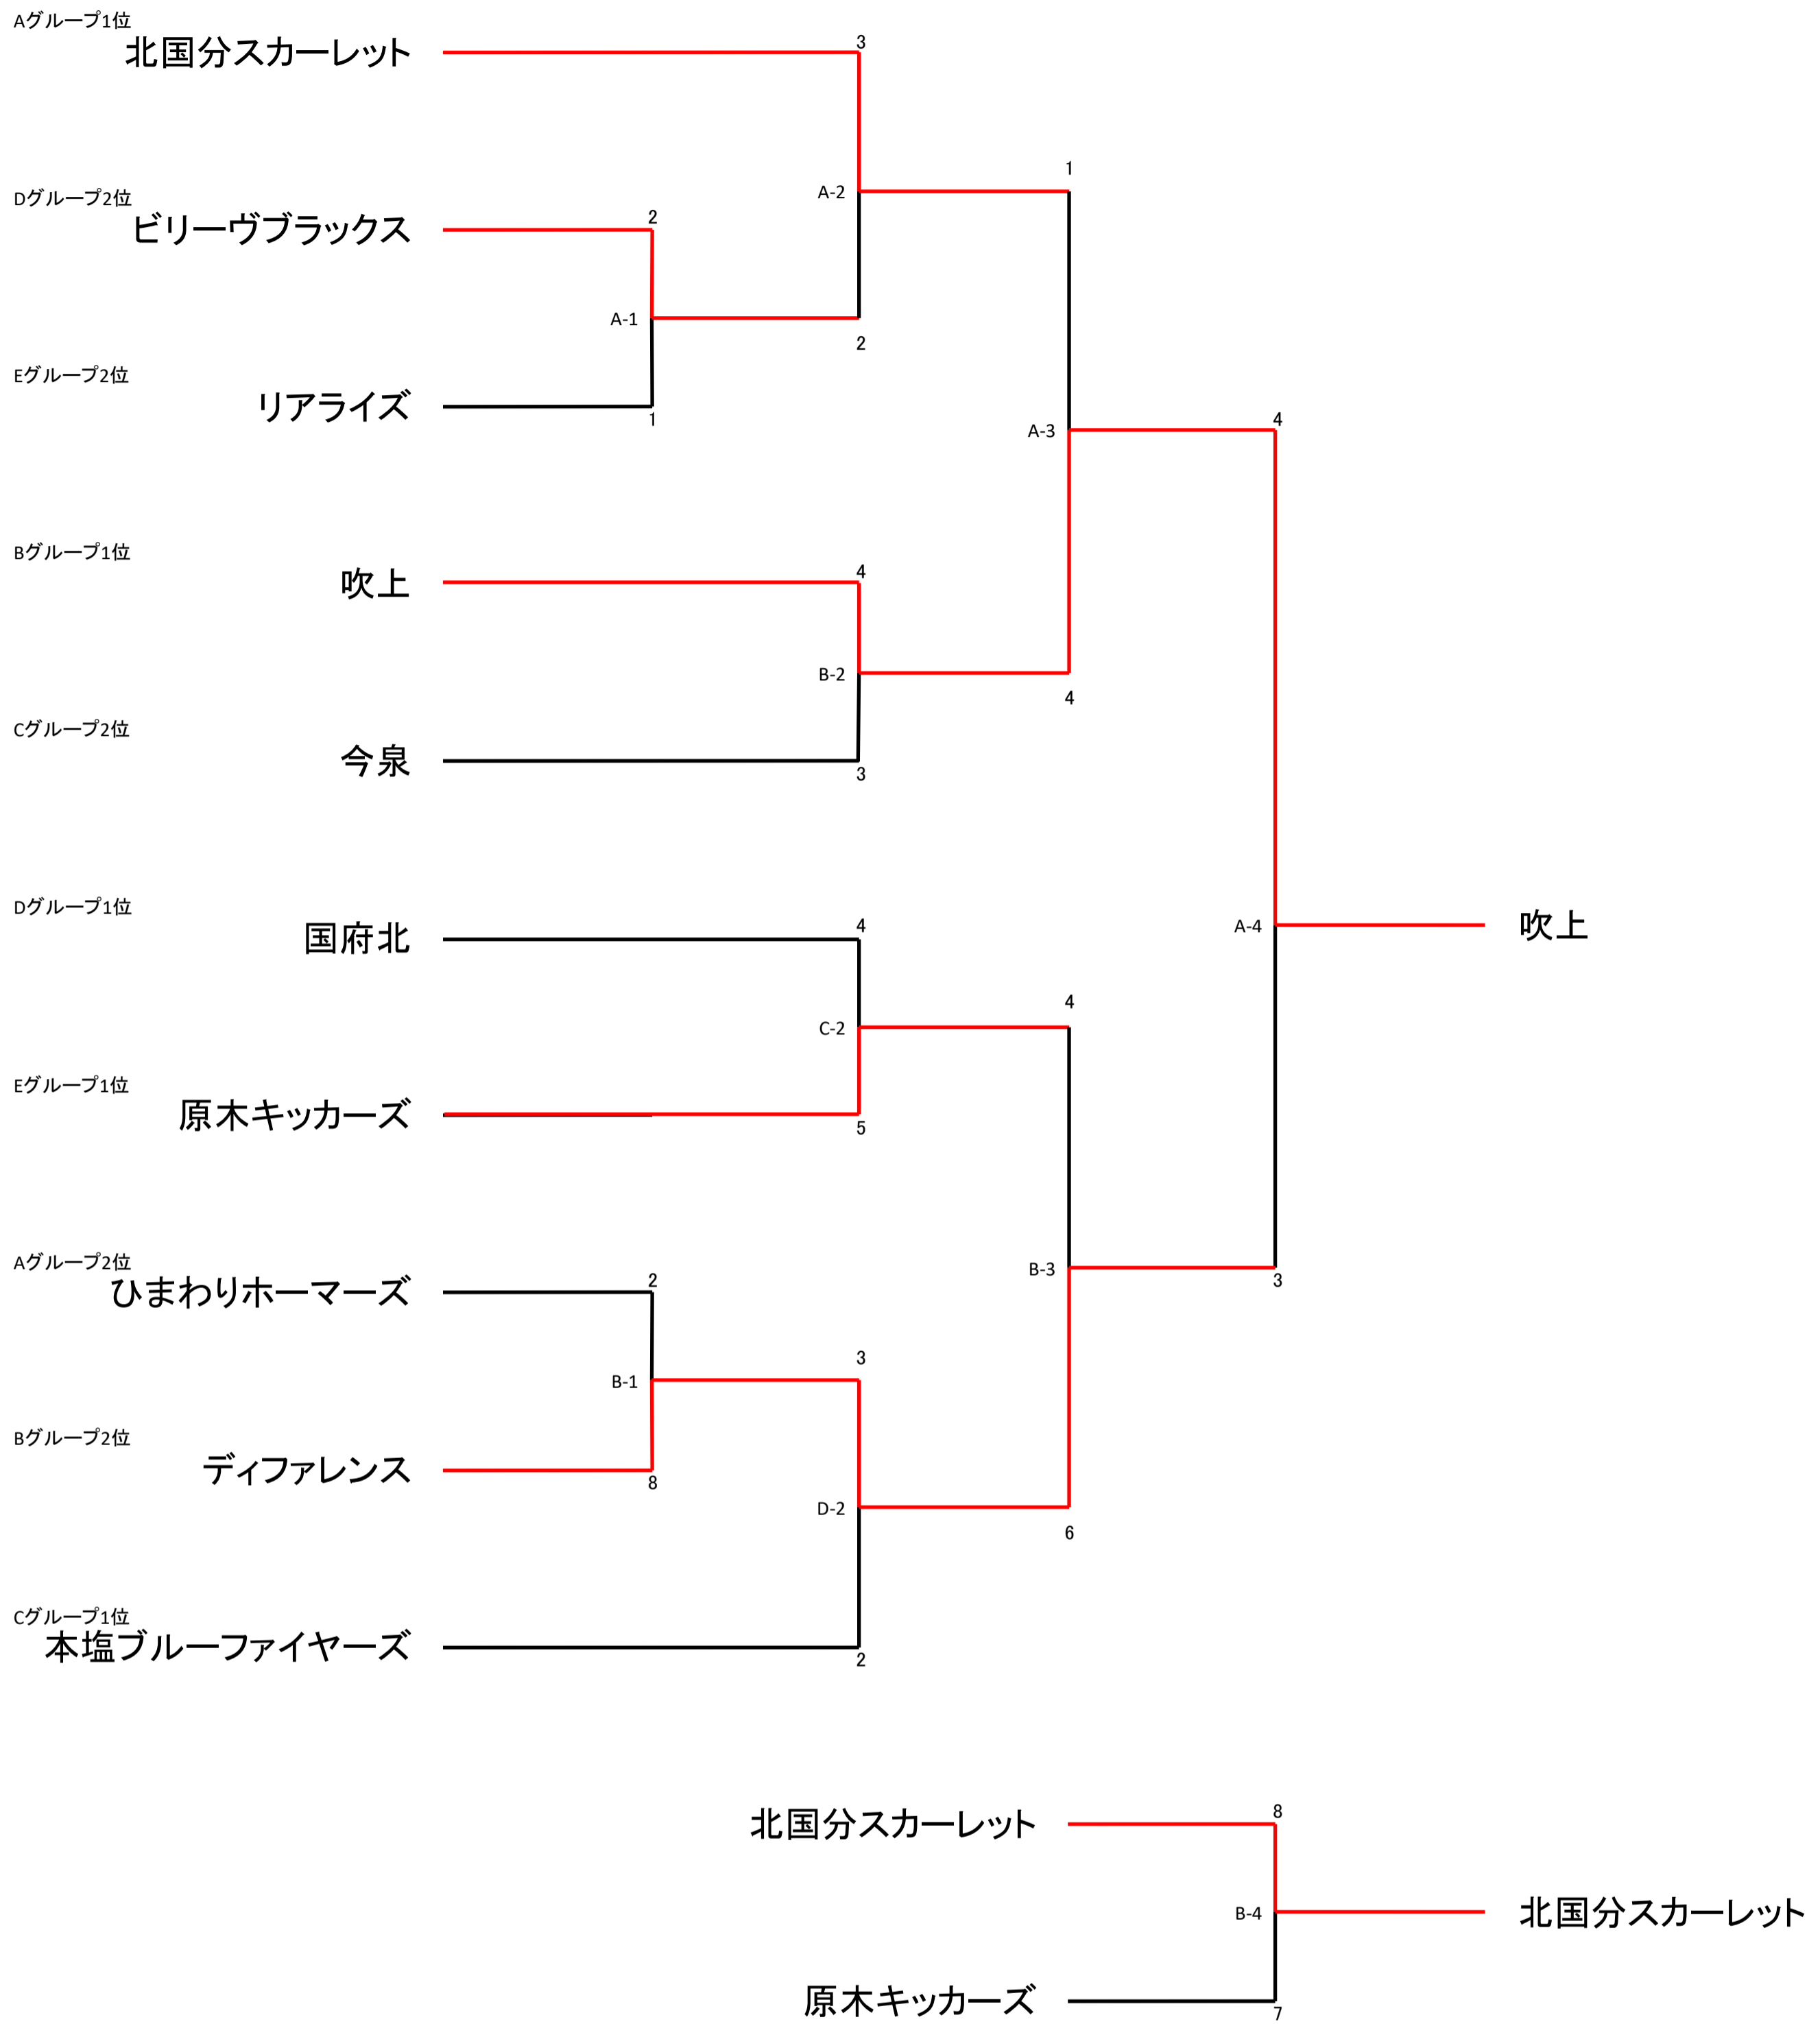 Aグループ1位
北国分スカーレット
3
1
Dグループ2位
A-2
ビリーヴブラックス
2
A-1
2
Eグループ2位
リアライズ
1
4
A-3
Bグループ1位
吹上
4
B-2
4
Cグループ2位
今泉
3
Dグループ1位
国府北
4
A-4
吹上
4
C-2
Eグループ1位
原木キッカーズ
5
Aグループ2位
ひまわりホーマーズ
2
B-3
3
3
B-1
Bグループ2位
ディファレンス
8
D-2
6
Cグループ1位
本塩ブルーファイヤーズ
2
北国分スカーレット
8
B-4
北国分スカーレット
原木キッカーズ
7